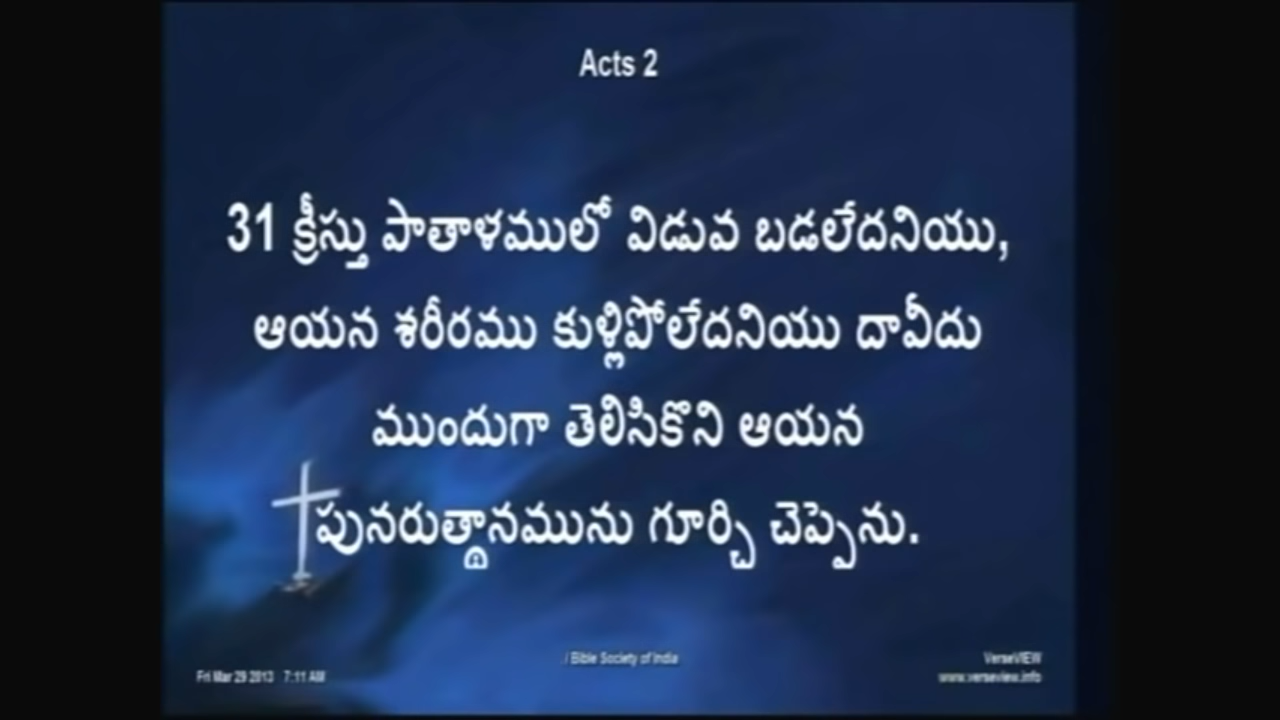 Acts 2
31 క్రీస్తు పాతాళములో విడువ బడలేదనియు,
ఆయన శరీరము కుళ్లిపోలేదనియు దావీదు
ముందుగా తెలిసికొని ఆయన
పునరుత్థానమును గూర్చి చెప్పెను.
/ Bible Society of India
VerseVIEW
Fri Mar 29 2013 7:11 AM
www.verseview.info